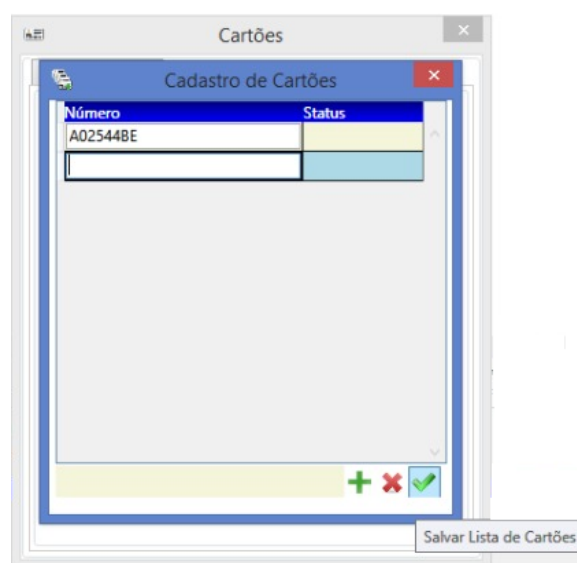 Cartões
Cadastro de Cartões
Número Status
A02544BE
Salvar Lista de Cartões